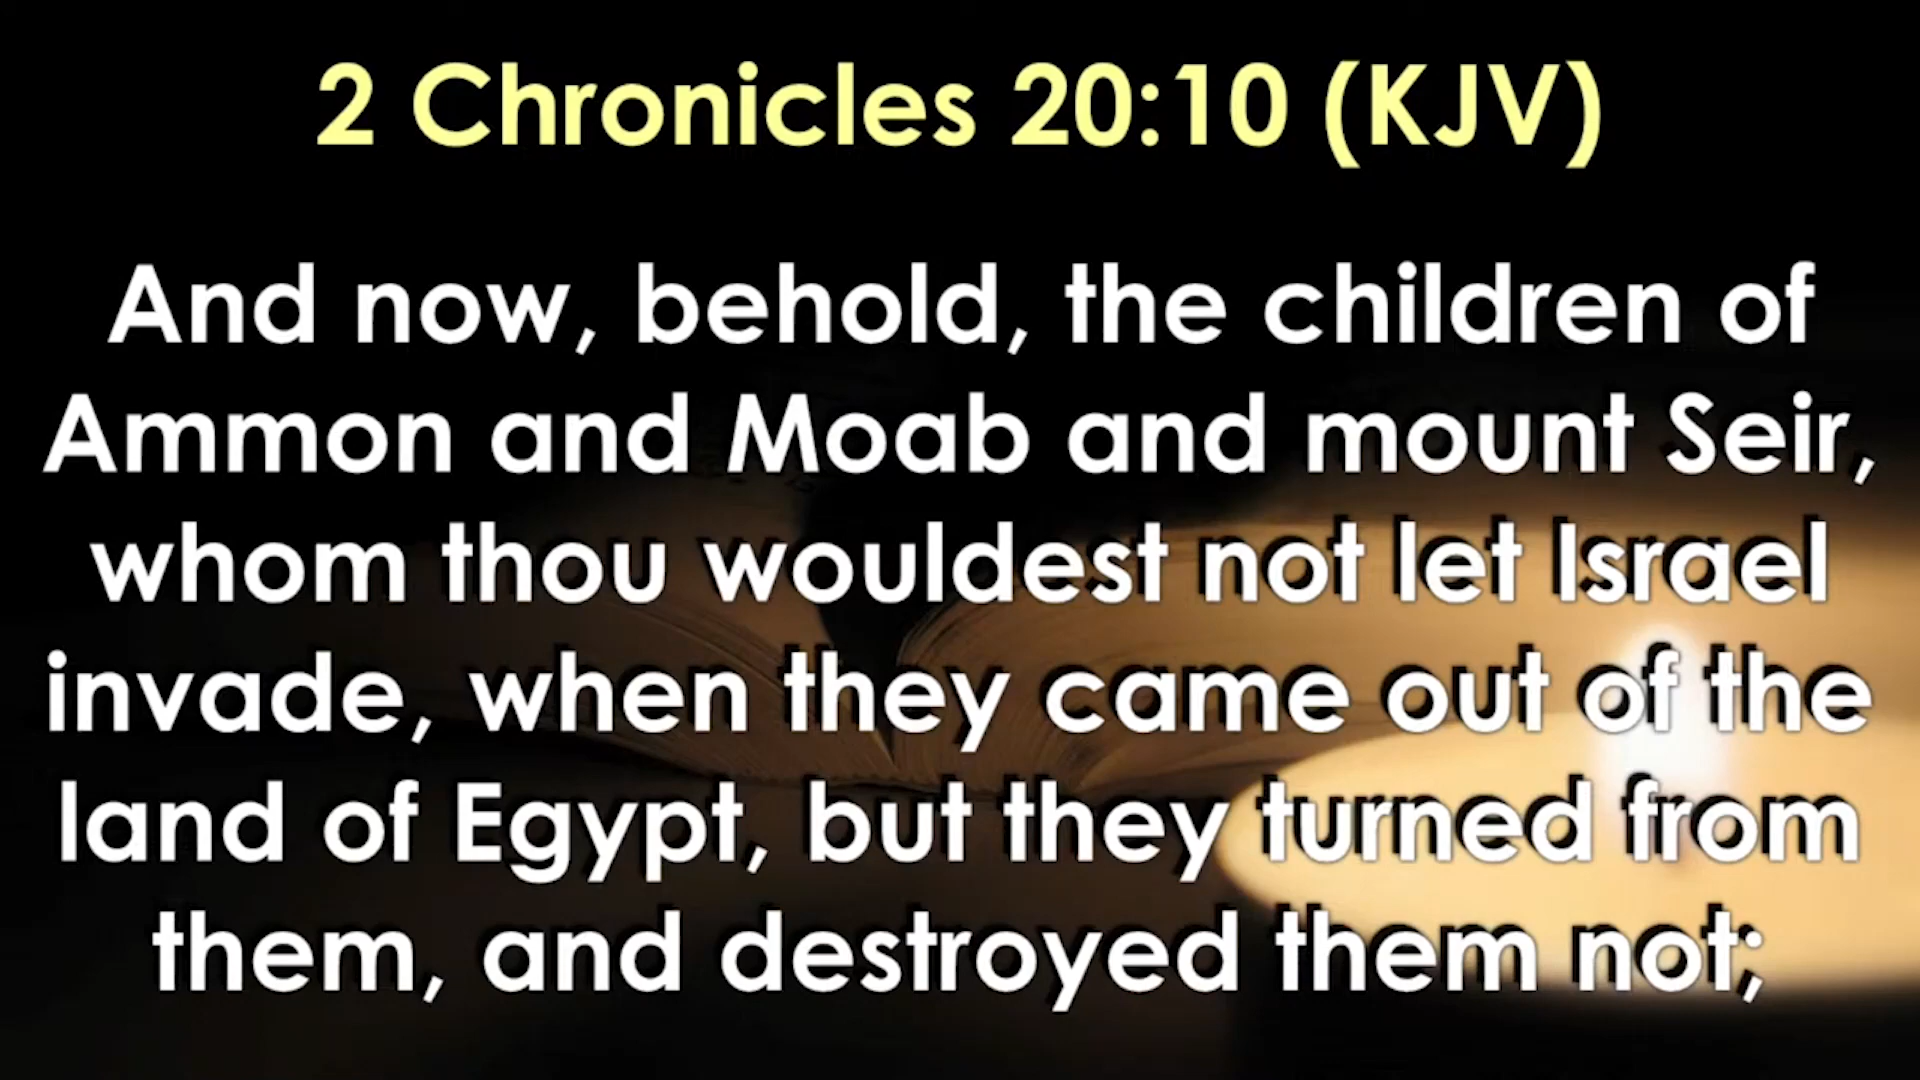 2 Chronicles 20:10 (KJV)
And now, behold, the children of
Ammon and Moab and mount Seir,
whom thou wouldest not let Israel
invade, when they came out of the
land of Egypt, but they turned from
them, and destroyed them not;